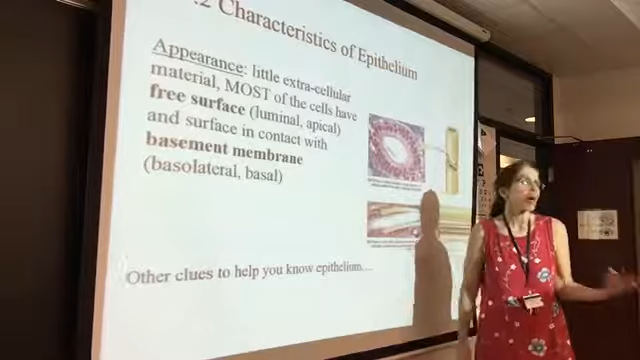 .2 Characteristics of Epithelium
Appearance: little extra-cellular
material, MOST of the cells have
free surface (luminal, apical)
and surface in contact with
basement membrane
(basolateral, basal)
Other clues to help you know epithelium...